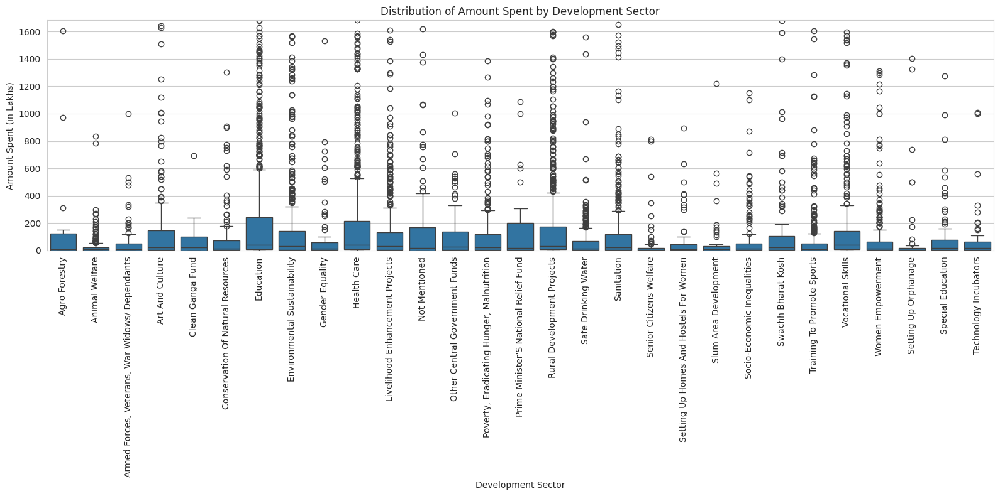 Distribution of Amount Spent by Development Sector
Amount Spent (in Lakhs)
1600
1400
1200
1000
800
600
400
200
0
Agro Forestry
Animal Welfare
Armed Forces, Veterans, War Widows/ Dependants
Art And Culture
Clean Ganga Fund
Conservation Of Natural Resources
Education
Environmental Sustainability
Gender Equality
Health Care
Livelihood Enhancement Projects
Not Mentioned
Other Central Government Funds
Poverty, Eradicating Hunger, Malnutrition
Prime Minister'S National Relief Fund
Rural Development Projects
Safe Drinking Water
Sanitation
Senior Citizens Welfare
Setting Up Homes And Hostels For Women
Slum Area Development
Socio-Economic Inequalities
Swachh Bharat Kosh
Training To Promote Sports
Vocational Skills
Women Empowerment
Setting Up Orphanage
Special Education
Technology Incubators
Development Sector